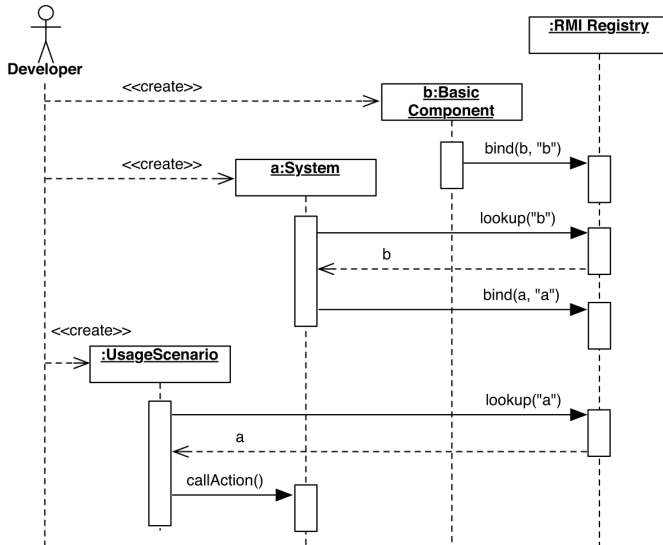 :RMI Registry
Developer
<<create>>
b:Basic
Component
bind(b, "b")
<<create>>
a:System
lookup("b")
b
bind(a, "a")
<<create>>
:UsageScenario
lookup("a")
a
callAction()